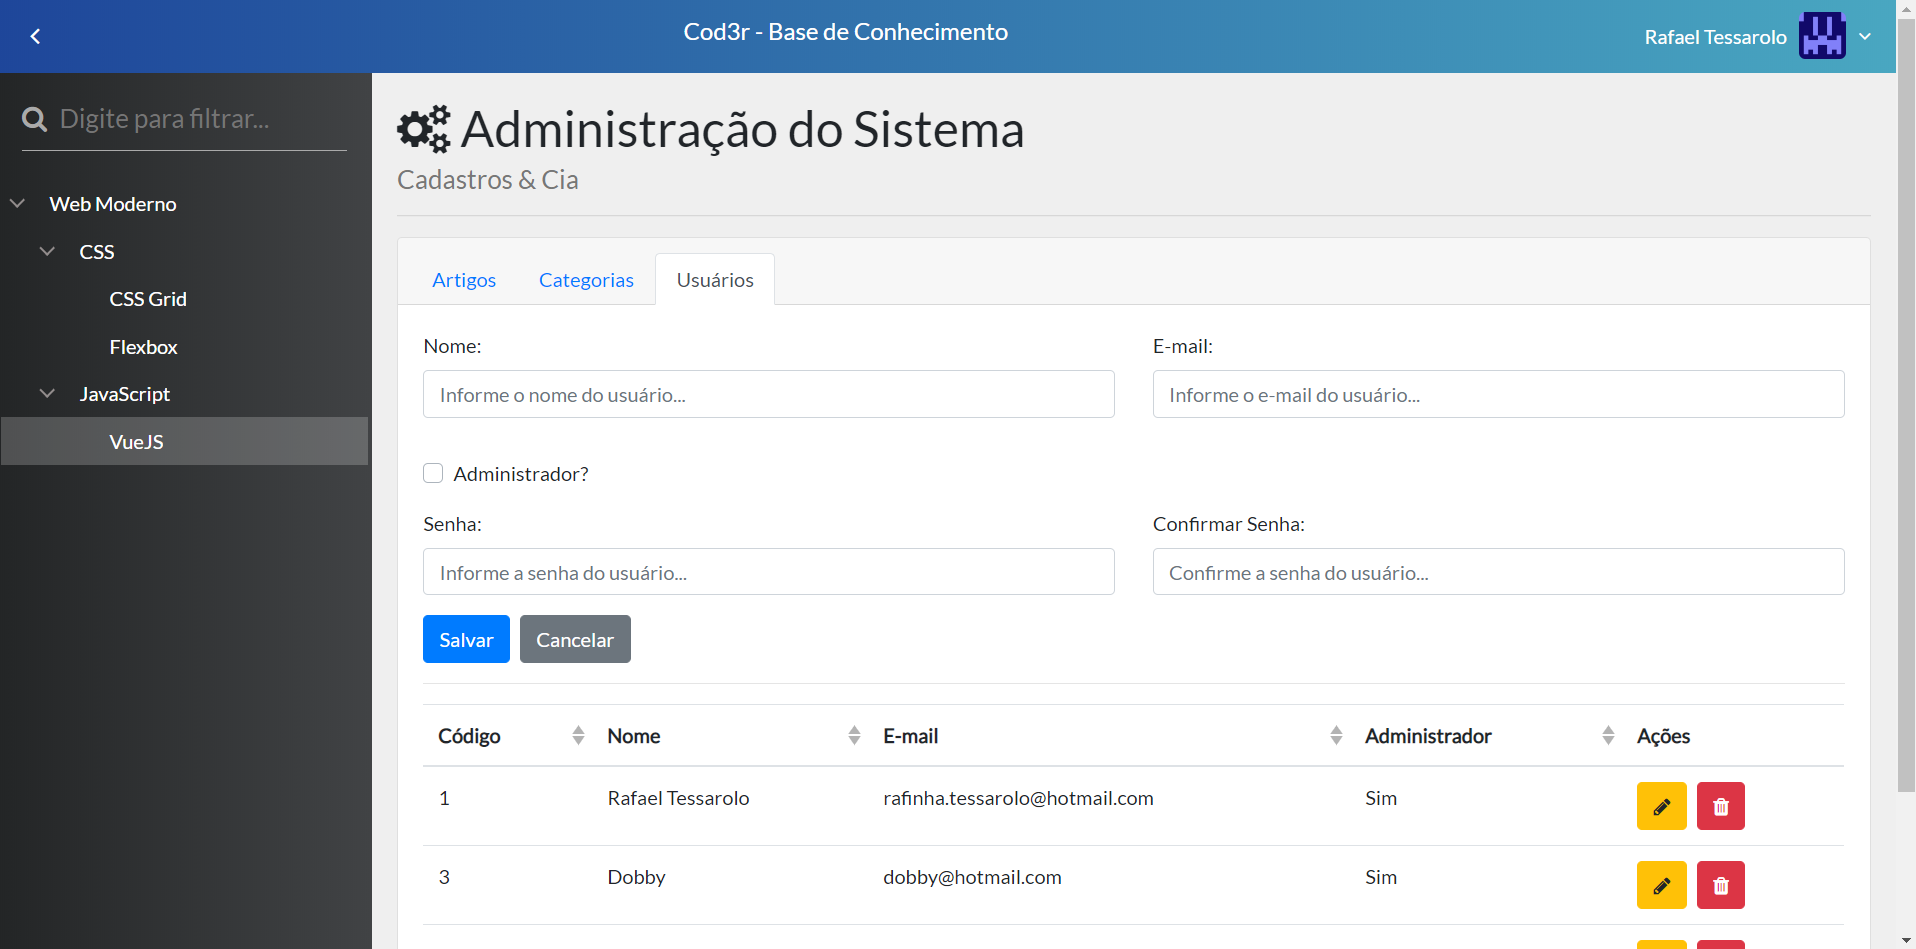 Cod3r - Base de Conhecimento
Rafael Tessarolo
Digite para filtrar...
Web Moderno
CSS
CSS Grid
Flexbox
JavaScript
VueJS
Administração do Sistema
Cadastros & Cia
Artigos Categorias Usuários
Nome: E-mail:
Informe o nome do usuário... Informe o e-mail do usuário...
Administrador?
Senha: Confirmar Senha:
Informe a senha do usuário... Confirme a senha do usuário...
Salvar Cancelar
Código Nome E-mail Administrador Ações
1 Rafael Tessarolo rafinha.tessarolo@hotmail.com Sim
3 Dobby dobby@hotmail.com Sim